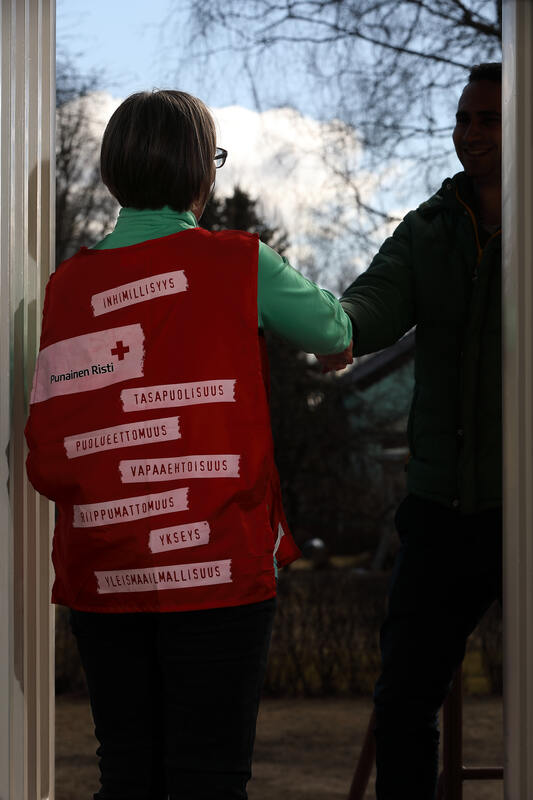 INHIMILLISYYS
Punainen Risti
TASAPUOLISUUS
PUOLUEETTOMUUS
VAPAAEHTOISUUS
RIIPPUMATTOMUUS
YKSEYS
YLEISMAAILMALLISUUS